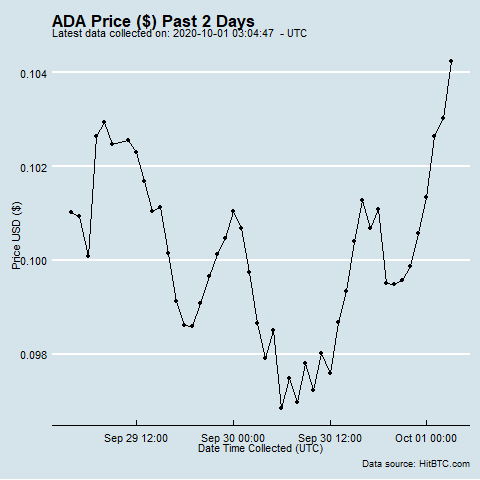 ADA Price ($) Past 2 Days
Latest data collected on: 2020-10-01 03:04:47 - UTC
0.104
0.102
0.100
0.098
Price USD ($)
Sep 29 12:00 Sep 30 00:00 Sep 30 12:00 Oct 01 00:00
Date Time Collected (UTC)
Data source: HitBTC.com